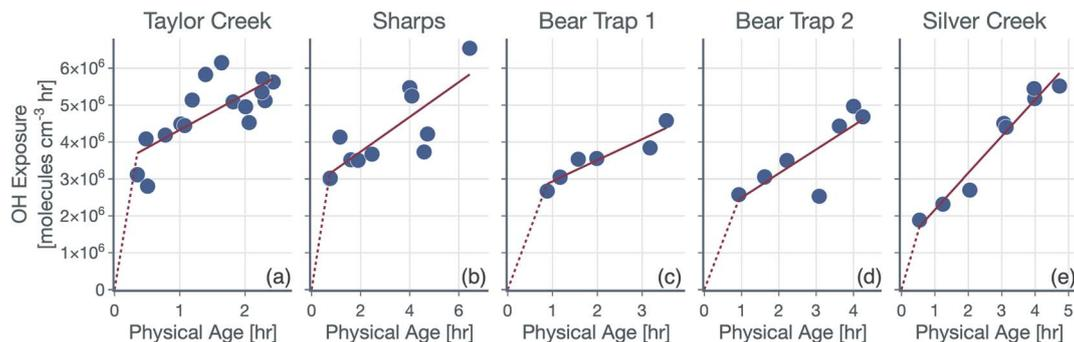 Taylor Creek
Sharps
Bear Trap 1
Bear Trap 2
Silver Creek
OH Exposure
[molecules cm⁻³ hr]
6×10⁶
5×10⁶
4×10⁶
3×10⁶
2×10⁶
1×10⁶
0
(a)
(b)
(c)
(d)
(e)
0 1 2
0 2 4 6
0 1 2 3
0 1 2 3 4
0 1 2 3 4 5
Physical Age [hr]
Physical Age [hr]
Physical Age [hr]
Physical Age [hr]
Physical Age [hr]